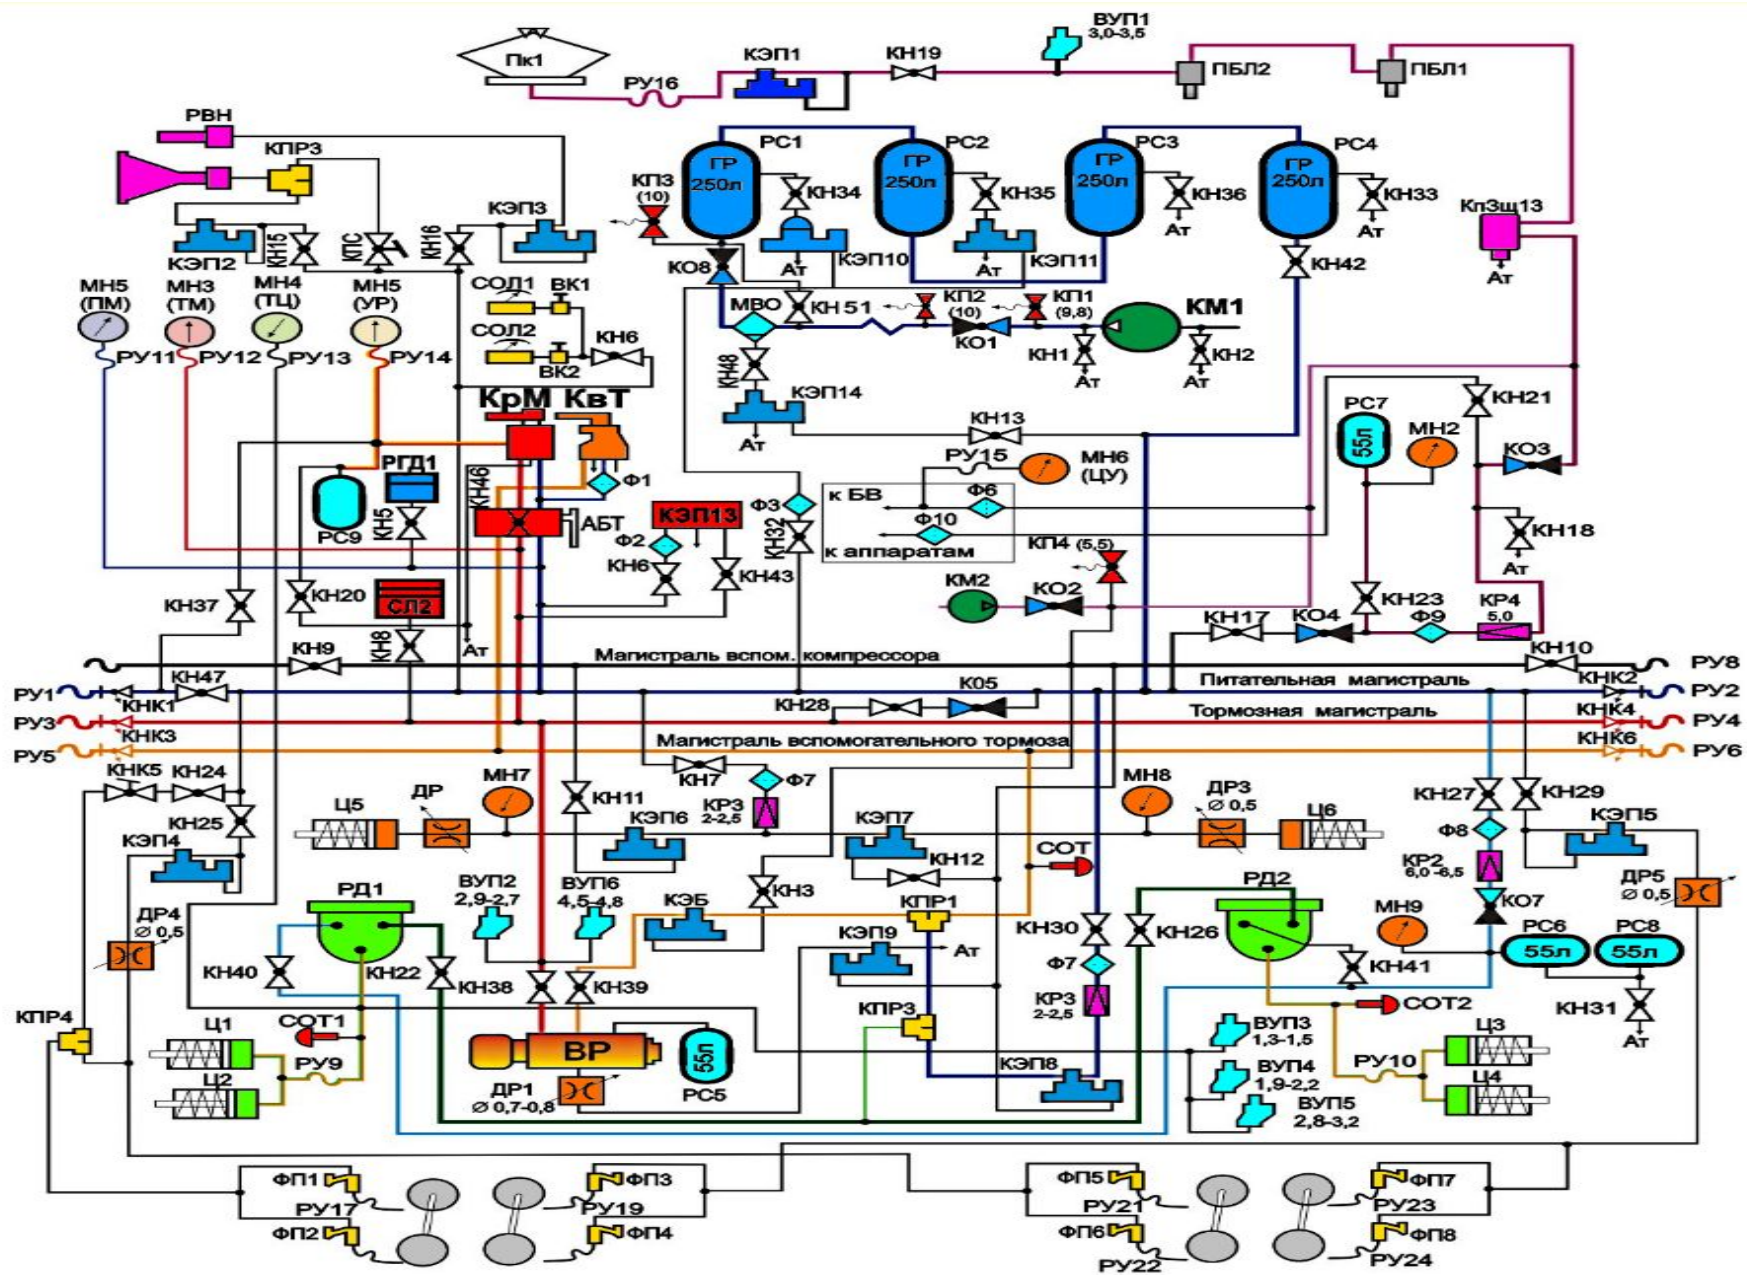 ВУП1
3,0-3,5
Пк1
КЭП1
КН19
ПБЛ2
ПБЛ1
РУ16
РВН
КПР3
РС1
РС2
РС3
РС4
ГР
250л
ГР
250л
ГР
250л
ГР
250л
КП3
(10)
КН34
КН35
КН36
КН33
КпЗщ13
Ат
Ат
Ат
КЭП3
КЭП2
КН15
КПС
КН16
КО8
КЭП10
КЭП11
Ат
Ат
КН42
МН5
(ПМ)
МН3
(ТМ)
МН4
(ТЦ)
МН5
(УР)
СОЛ1
ВК1
МВО
КН51
КП2
(10)
КП1
(9,8)
КМ1
СОЛ2
КН6
ВК2
КО1
КН1
КН2
Ат
Ат
РУ11
РУ12
РУ13
РУ14
КН48
КЭП14
Ат
КН13
КрМ
КвТ
РС7
55л
КН21
МН2
КО3
РУ15
МН6
(ЦУ)
РГД1
КН46
Ф1
к БВ
Ф6
Ф10
к аппаратам
РС9
КН5
АБТ
КЭП13
Ф3
КН32
Ф2
КН6
КН43
КП4 (5,5)
КН18
Ат
КН37
КН20
СЛ2
КН8
Ат
КМ2
КО2
КН17
КО4
КН23
Ф9
КР4
5,0
КН9
Магистраль вспом. компрессора
КН10
РУ8
РУ1
КНК1
КН47
Питательная магистраль
КНК2
РУ2
РУ3
КНК3
КН28
К05
Тормозная магистраль
КНК4
РУ4
РУ5
Магистраль вспомогательного тормоза
КНК6
РУ6
КНК5
КН24
КН25
Ц5
ДР
МН7
КН11
КН7
Ф7
КР3
2-2,5
КЭП6
КЭП7
МН8
ДР3
Ø 0,5
Ц6
КН27
КН29
Ф8
КЭП5
КЭП4
КН12
СОТ
КР2
6,0-6,5
ДР5
Ø 0,5
РД1
ВУП2
2,9-2,7
ВУП6
4,5-4,8
КН3
КЭБ
КПР1
РД2
КО7
МН9
РС6
55л
РС8
55л
ДР4
Ø 0,5
КН40
КН22
КН38
КН39
КЭП9
Ат
КН30
КН26
Ф7
КН41
КР3
2-2,5
СОТ2
КН31
Ат
КПР4
Ц1
СОТ1
РУ9
Ц2
ВР
55л
РС5
ДР1
Ø 0,7-0,8
КПР3
КЭП8
ВУП3
1,3-1,5
ВУП4
1,9-2,2
ВУП5
2,8-3,2
Ц3
РУ10
Ц4
ФП1
РУ17
ФП2
ФП3
РУ19
ФП4
ФП5
РУ21
ФП6
РУ22
ФП7
РУ23
ФП8
РУ24